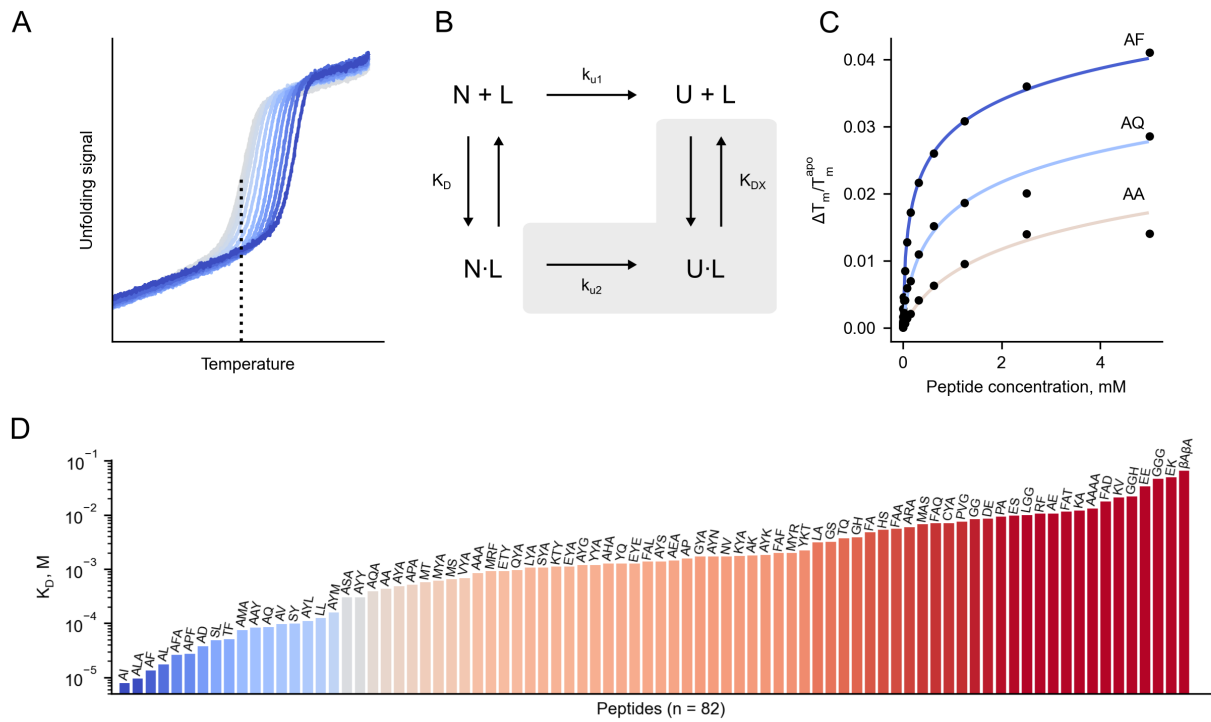 A
Unfolding signal
Temperature
B
N + L
k_u1
U + L
K_D
K_DX
N·L
k_u2
U·L
C
ΔT_m/T_m^apo
0.04
0.03
0.02
0.01
0.00
AF
AQ
AA
0
2
4
Peptide concentration, mM
D
K_D, M
10⁻¹
10⁻²
10⁻³
10⁻⁴
10⁻⁵
AI
ALA
AF
AL
AFA
APF
AD
SL
TF
AMA
AAY
AQ
AV
SY
AYL
LL
AYM
ASA
AYY
AQA
AA
AYA
APA
MT
MYA
MS
VYA
AAA
MRF
ETY
QYA
LYA
SYA
KTY
EYA
AYG
YYA
AHA
YQ
EYE
FAL
AYS
AEA
AP
GYA
AYN
NV
KYA
AK
AYK
FAF
MYR
YKT
LA
GS
TQ
GH
FA
HS
FAA
ARA
MAS
FAQ
CYA
PVG
GG
DE
PA
ES
LGG
RF
AE
FAT
KA
AAAA
FAD
KV
GGH
EE
GGG
EK
βAβA
Peptides (n = 82)